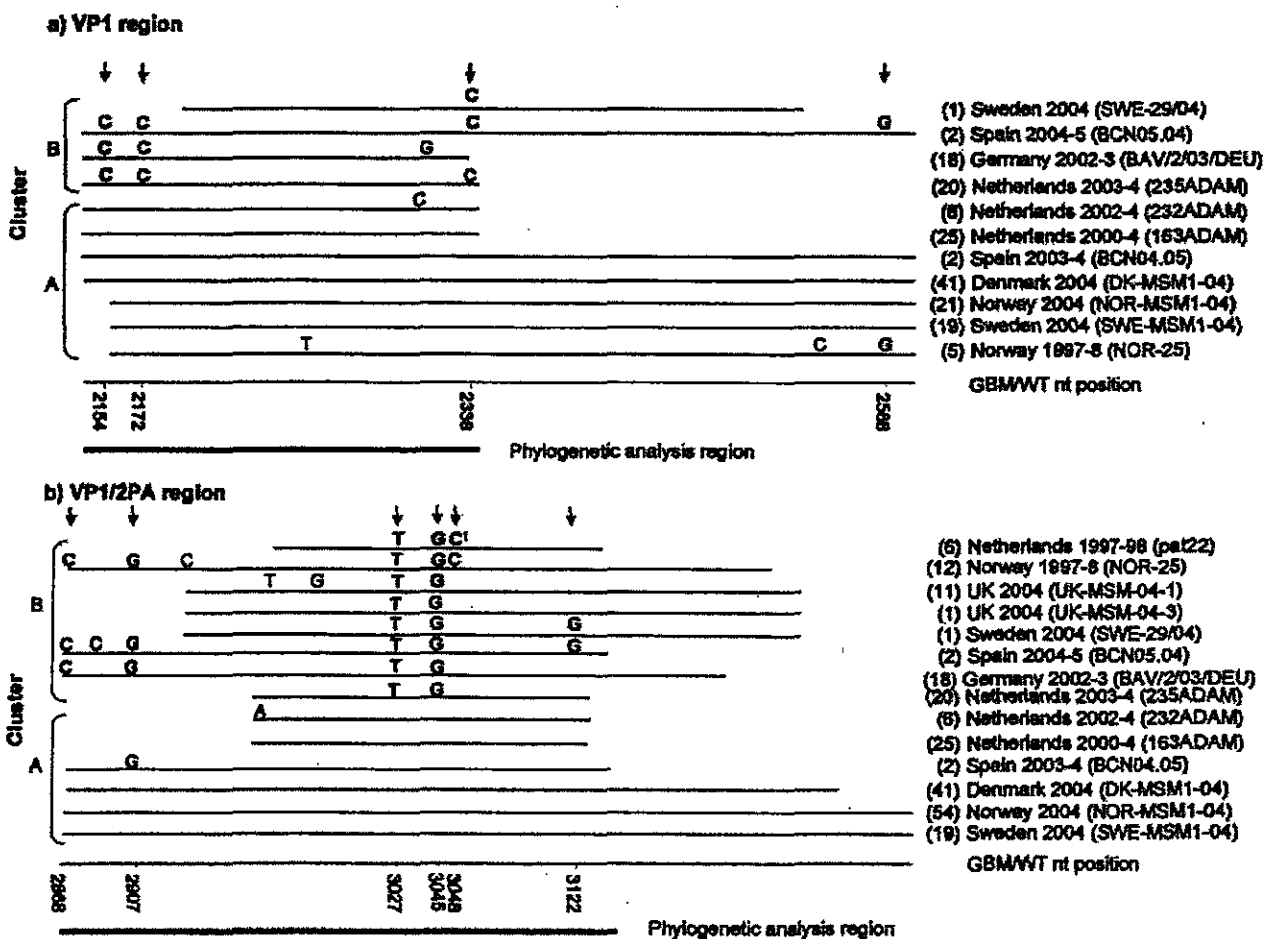 a) VP1 region
C
(1) Sweden 2004 (SWE-29/04)
C C C G
(2) Spain 2004-5 (BCN05.04)
B
C C G
(18) Germany 2002-3 (BAV/2/03/DEU)
C C C
(20) Netherlands 2003-4 (235ADAM)
Cluster
C
(6) Netherlands 2002-4 (232ADAM)
(25) Netherlands 2000-4 (163ADAM)
(2) Spain 2003-4 (BCN04.05)
A
(41) Denmark 2004 (DK-MSM1-04)
(21) Norway 2004 (NOR-MSM1-04)
(19) Sweden 2004 (SWE-MSM1-04)
T C G
(5) Norway 1997-8 (NOR-25)
GBM/WT nt position
2154 2172
Phylogenetic analysis region
b) VP1/2PA region
T G C¹
(6) Netherlands 1997-98 (pat22)
C G C T G C
(12) Norway 1997-8 (NOR-25)
T G T G
(11) UK 2004 (UK-MSM-04-1)
B
T G
(1) UK 2004 (UK-MSM-04-3)
T G G
(1) Sweden 2004 (SWE-29/04)
C C G T G G
(2) Spain 2004-5 (BCN05.04)
C G T G
(18) Germany 2002-3 (BAV/2/03/DEU)
T G
(20) Netherlands 2003-4 (235ADAM)
Cluster
A
(6) Netherlands 2002-4 (232ADAM)
(25) Netherlands 2000-4 (163ADAM)
A
G
(2) Spain 2003-4 (BCN04.05)
(41) Denmark 2004 (DK-MSM1-04)
(54) Norway 2004 (NOR-MSM1-04)
(19) Sweden 2004 (SWE-MSM1-04)
GBM/WT nt position
2907 3027 3045 3048 3122
Phylogenetic analysis region